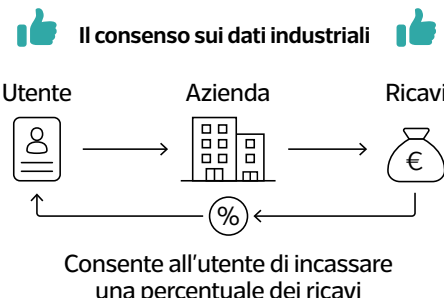 Il consenso sui dati industriali
Utente Azienda Ricavi
€
%
Consente all'utente di incassare
una percentuale dei ricavi